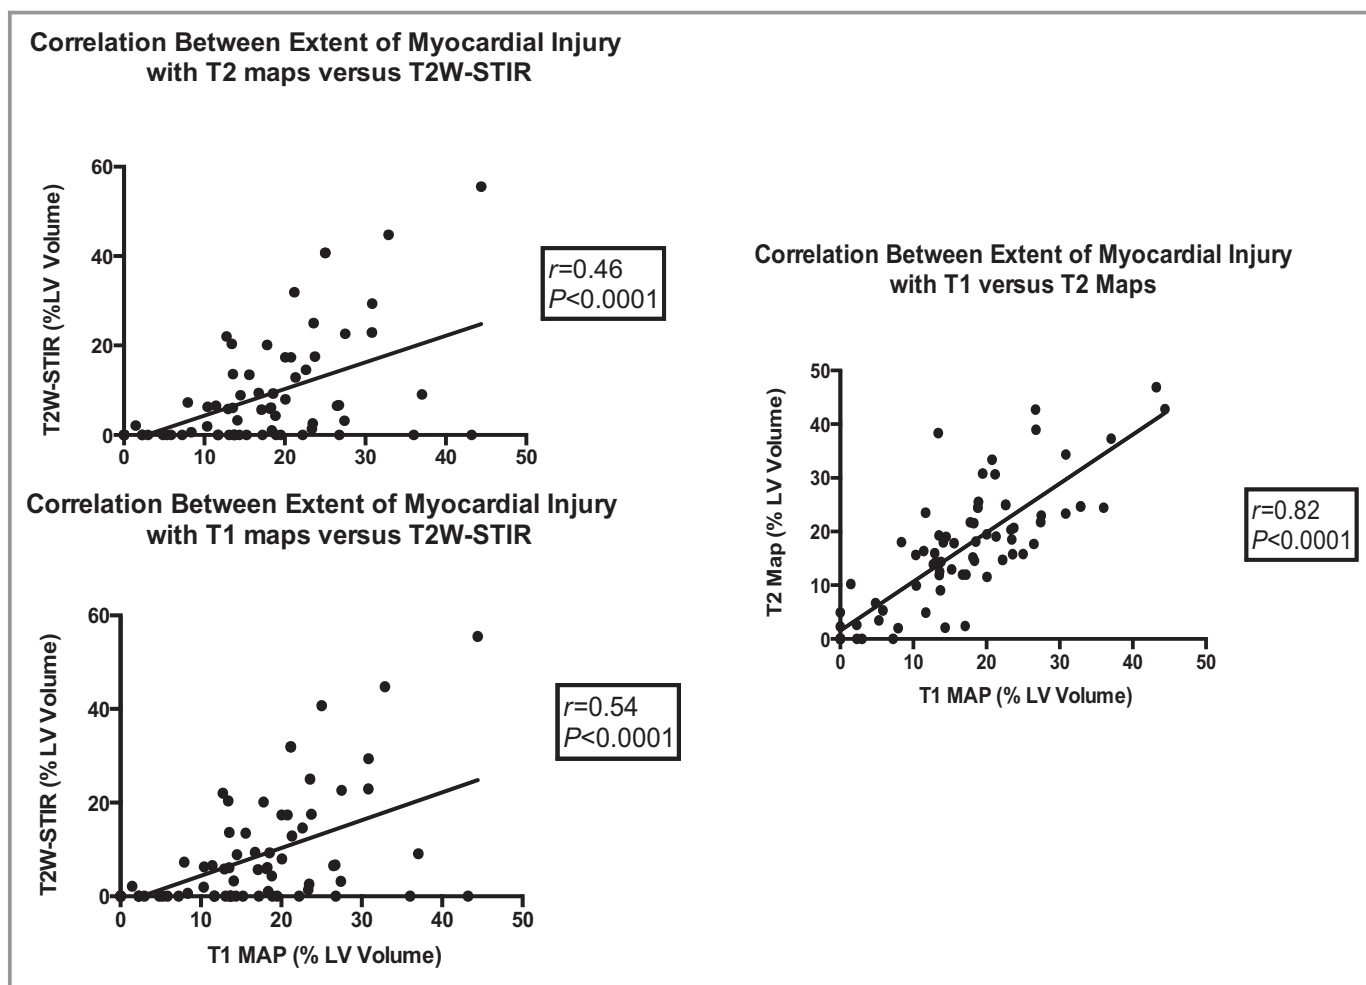 Correlation Between Extent of Myocardial Injury
with T2 maps versus T2W-STIR
60
40
20
0
T2W-STIR (%LV Volume)
0 10 20 30 40 50
r=0.46
P<0.0001
Correlation Between Extent of Myocardial Injury
with T1 maps versus T2W-STIR
60
40
20
0
T2W-STIR (% LV Volume)
0 10 20 30 40 50
T1 MAP (% LV Volume)
r=0.54
P<0.0001
Correlation Between Extent of Myocardial Injury
with T1 versus T2 Maps
50
40
30
20
10
0
T2 Map (% LV Volume)
0 10 20 30 40 50
T1 MAP (% LV Volume)
r=0.82
P<0.0001